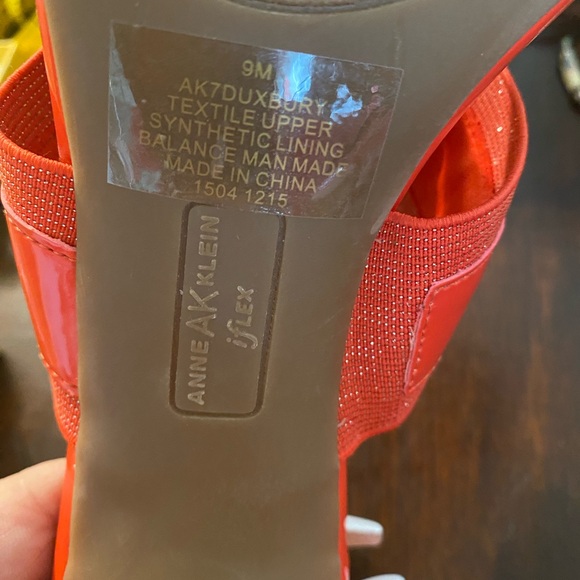 9M
AK7DUXBURY
TEXTILE UPPER
SYNTHETIC LINING
BALANCE MAN MADE
MADE IN CHINA
1504 1215
ANNE AK KLEIN
iFLEX